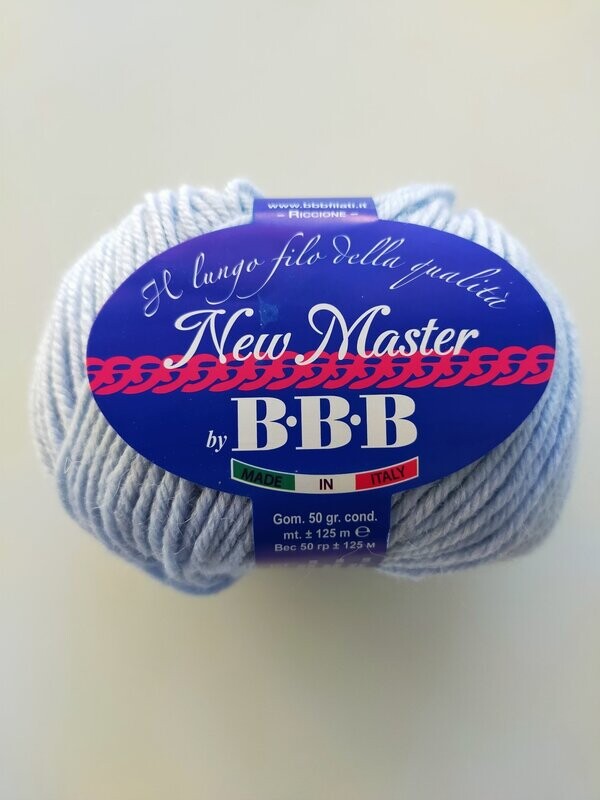 www.bbbfilati.it
- RICCIONE -
Il lungo filo della qualità
New Master
by B·B·B
MADE IN ITALY
Gom. 50 gr. cond.
mt. ± 125 m ℮
Вес 50 гр ± 125 м